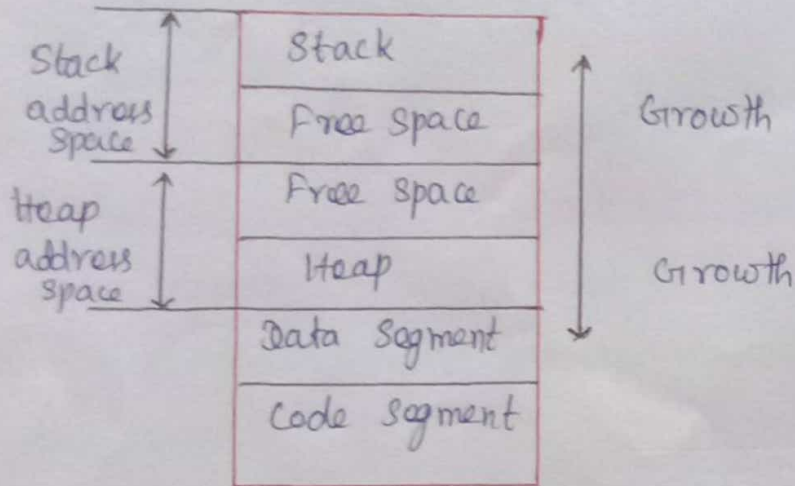 Stack
address
space
Heap
address
space
Stack
Free space
Free space
Heap
Data Segment
Code Segment
Growth
Growth